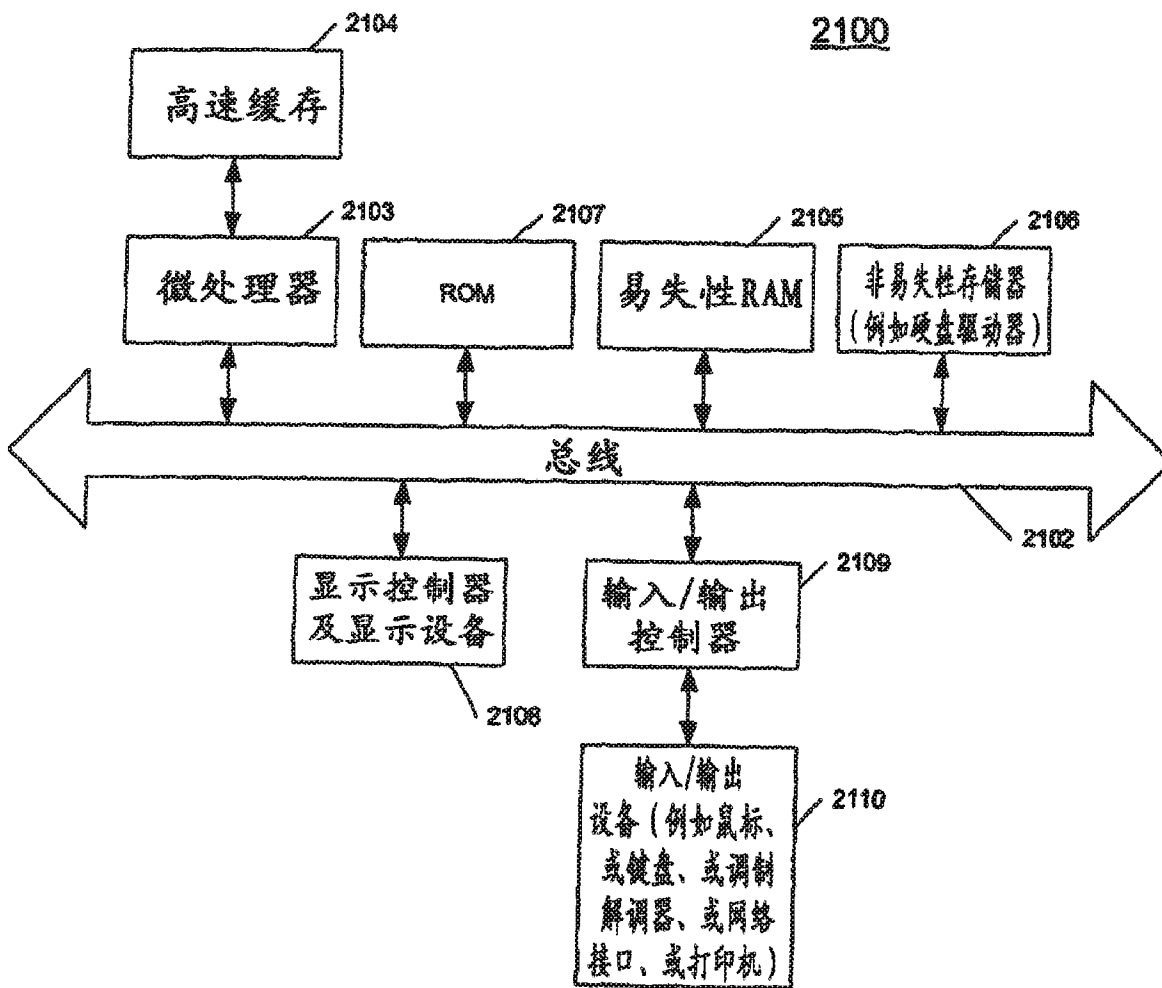 2100
2104
高速缓存
2103
微处理器
2107
ROM
2105
易失性RAM
2106
非易失性存储器
(例如硬盘驱动器)
总线
2102
显示控制器
及显示设备
2108
2109
输入/输出
控制器
输入/输出
设备(例如鼠标、
或键盘、或调制
解调器、或网络
接口、或打印机)
2110